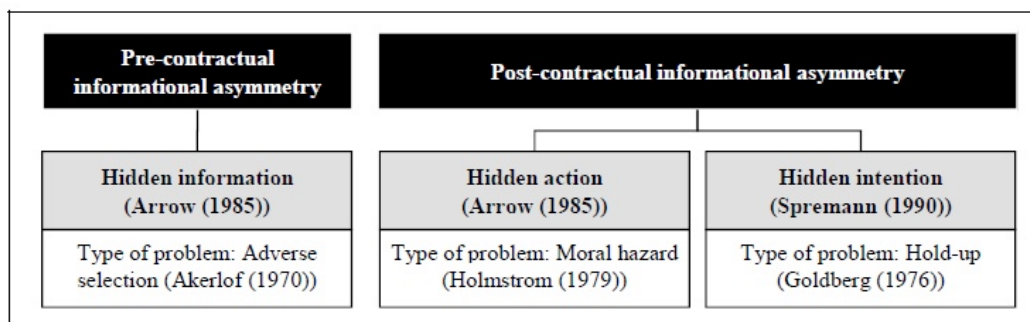 Pre-contractual
informational asymmetry
Post-contractual informational asymmetry
Hidden information
(Arrow (1985))
Type of problem: Adverse
selection (Akerlof (1970))
Hidden action
(Arrow (1985))
Type of problem: Moral hazard
(Holmstrom (1979))
Hidden intention
(Spremann (1990))
Type of problem: Hold-up
(Goldberg (1976))